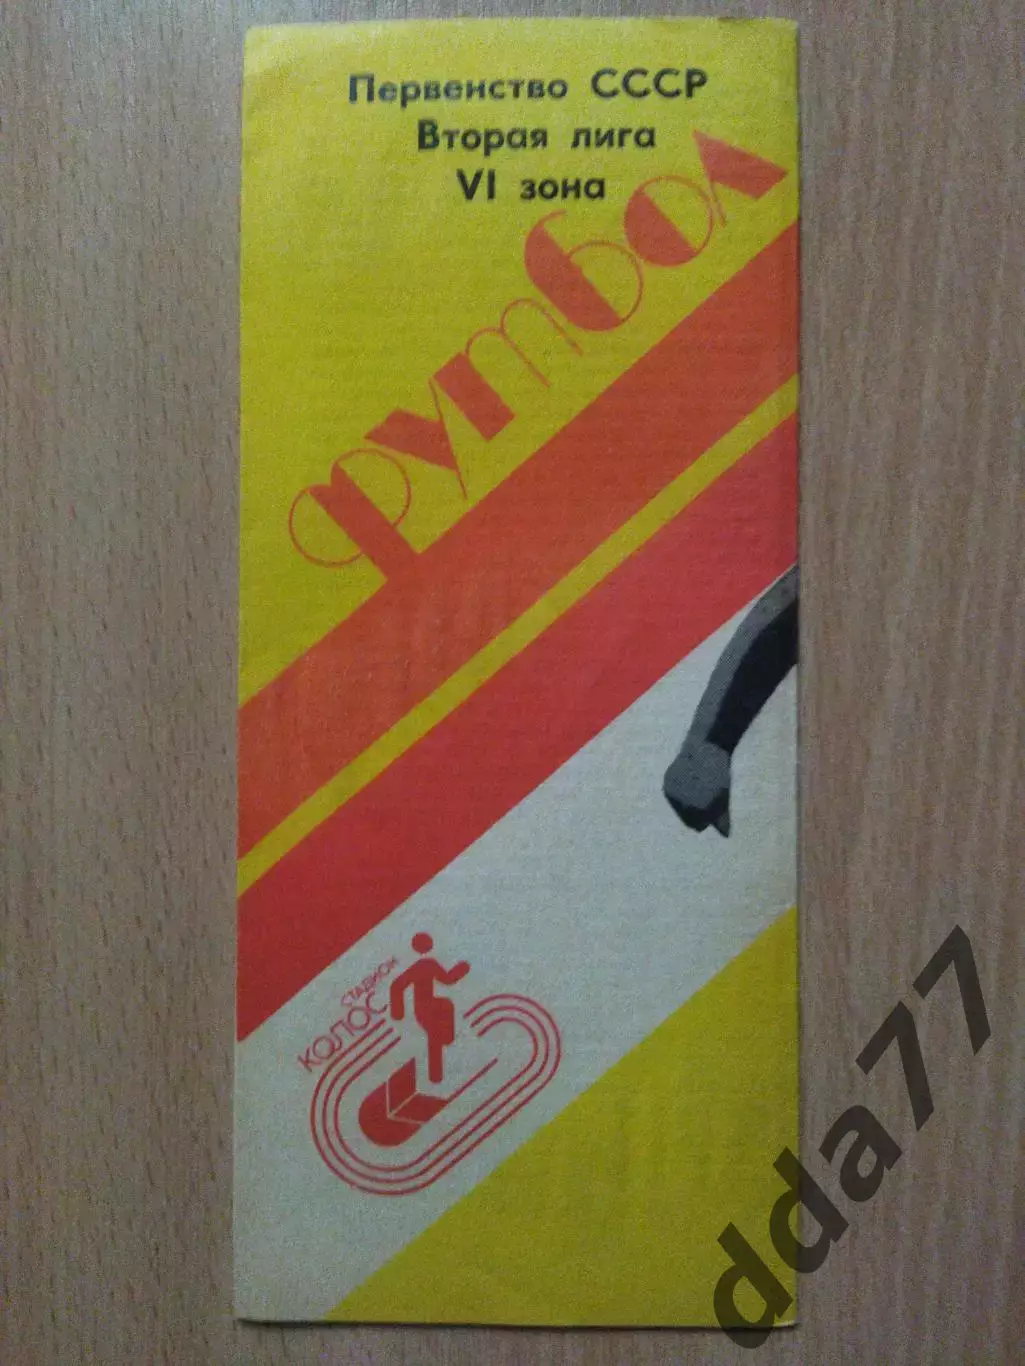 Первенство СССР
Вторая лига
VI зона
футбол
СТАДИОН
КОЛОС
dda77